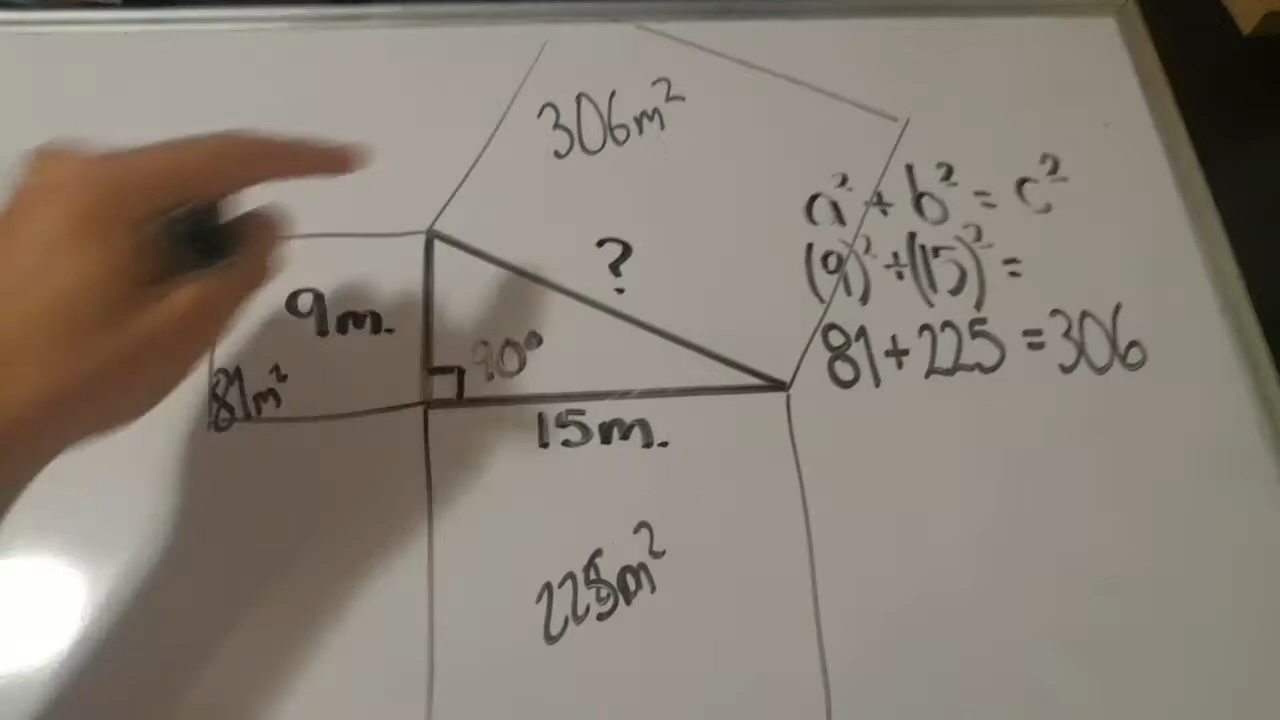 306m²
a² + b² = c²
(9)² + (15)² =
81 + 225 = 306
?
9m.
90°
81m²
15m.
225m²